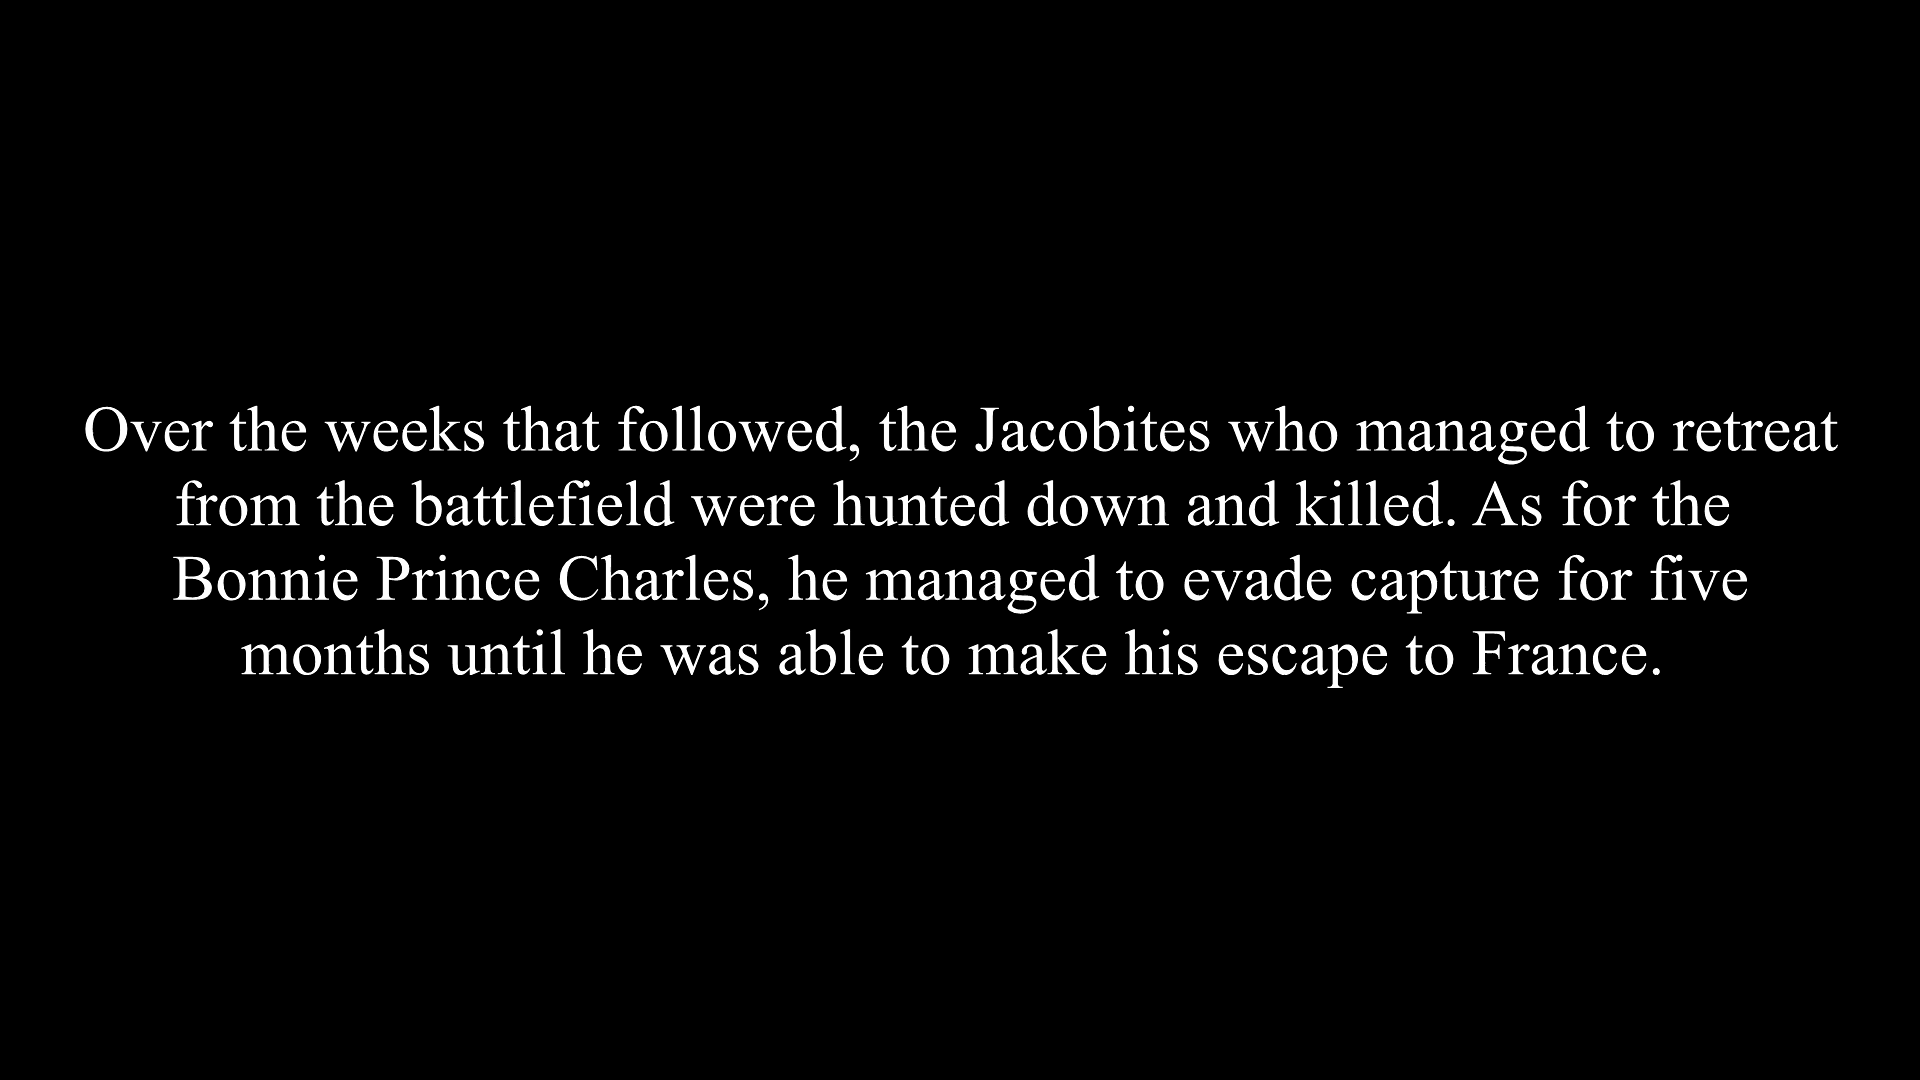 Over the weeks that followed, the Jacobites who managed to retreat
from the battlefield were hunted down and killed. As for the
Bonnie Prince Charles, he managed to evade capture for five
months until he was able to make his escape to France.